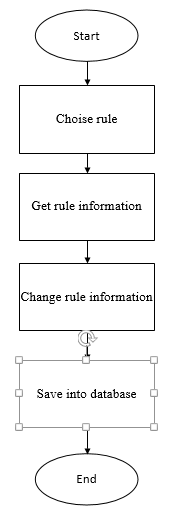 Start
Choise rule
Get rule information
Change rule information
Save into database
End